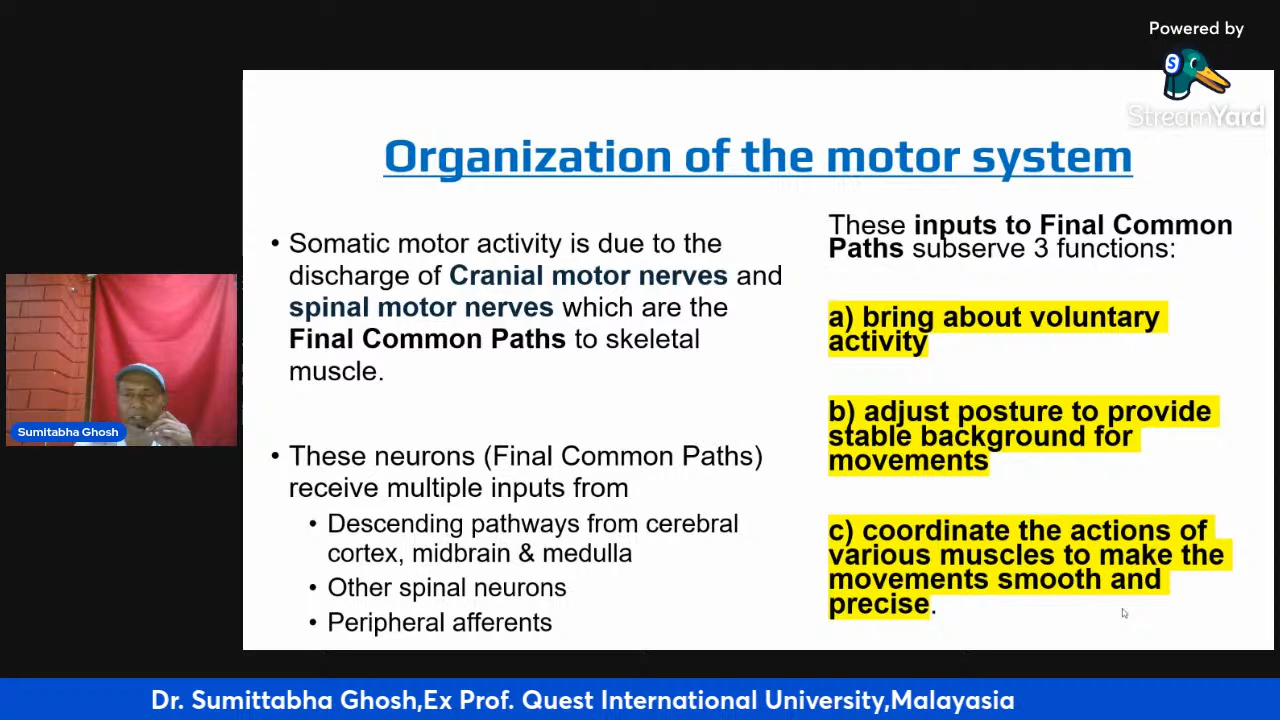 Powered by
S
StreamYard
Organization of the motor system
• Somatic motor activity is due to the
discharge of Cranial motor nerves and
spinal motor nerves which are the
Final Common Paths to skeletal
muscle.
• These neurons (Final Common Paths)
receive multiple inputs from
• Descending pathways from cerebral
cortex, midbrain & medulla
• Other spinal neurons
• Peripheral afferents
These inputs to Final Common
Paths subserve 3 functions:
a) bring about voluntary
activity
b) adjust posture to provide
stable background for
movements
c) coordinate the actions of
various muscles to make the
movements smooth and
precise.
Sumitabha Ghosh
Dr. Sumittabha Ghosh,Ex Prof. Quest International University,Malayasia